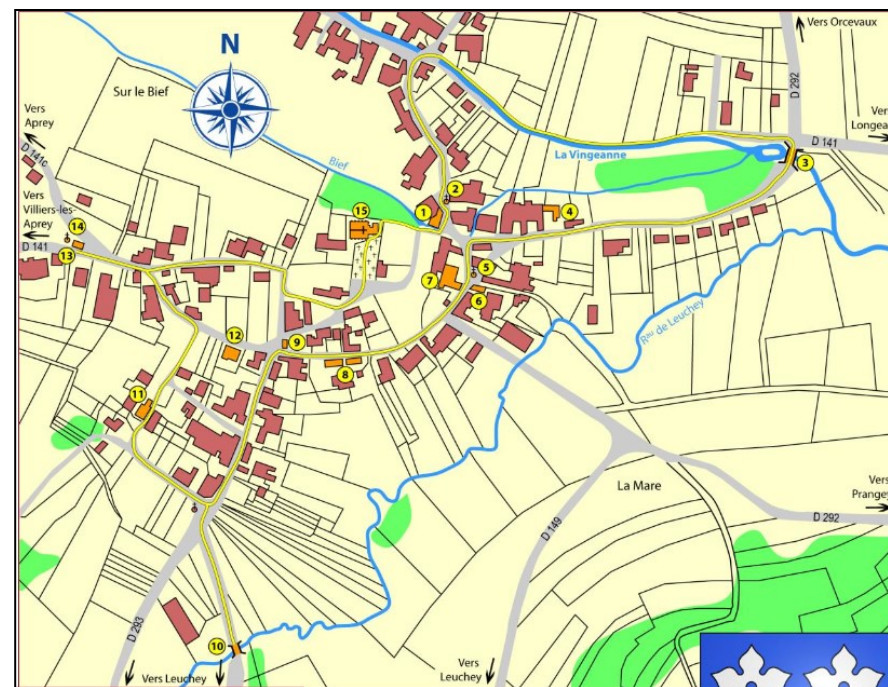 N
Vers Orcevaux
Sur le Bief
D 292
Vers
Aprey
Vers
Longeau
D 141
D 141c
La Vingeanne
3
Bief
2
Vers
Villiers-les-
Aprey
15
1
4
14
D 141
13
5
7
6
Rau de Leuchey
12
9
8
11
La Mare
Vers
Prangey
D 292
D 149
D 293
10
Vers Leuchey
Vers
Leuchey